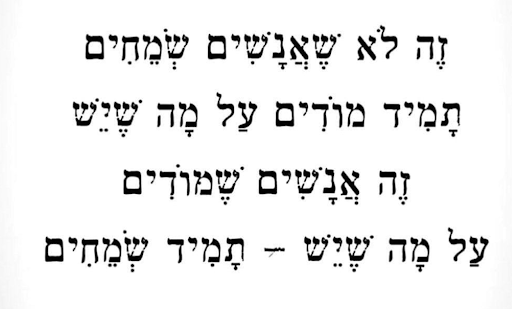 זֶה לֹא שֶׁאֲנָשִׁים שְׂמֵחִים
תָּמִיד מוֹדִים עַל מָה שֶׁיֵּשׁ
זֶה אֲנָשִׁים שֶׁמּוֹדִים
עַל מָה שֶׁיֵּשׁ – תָּמִיד שְׂמֵחִים